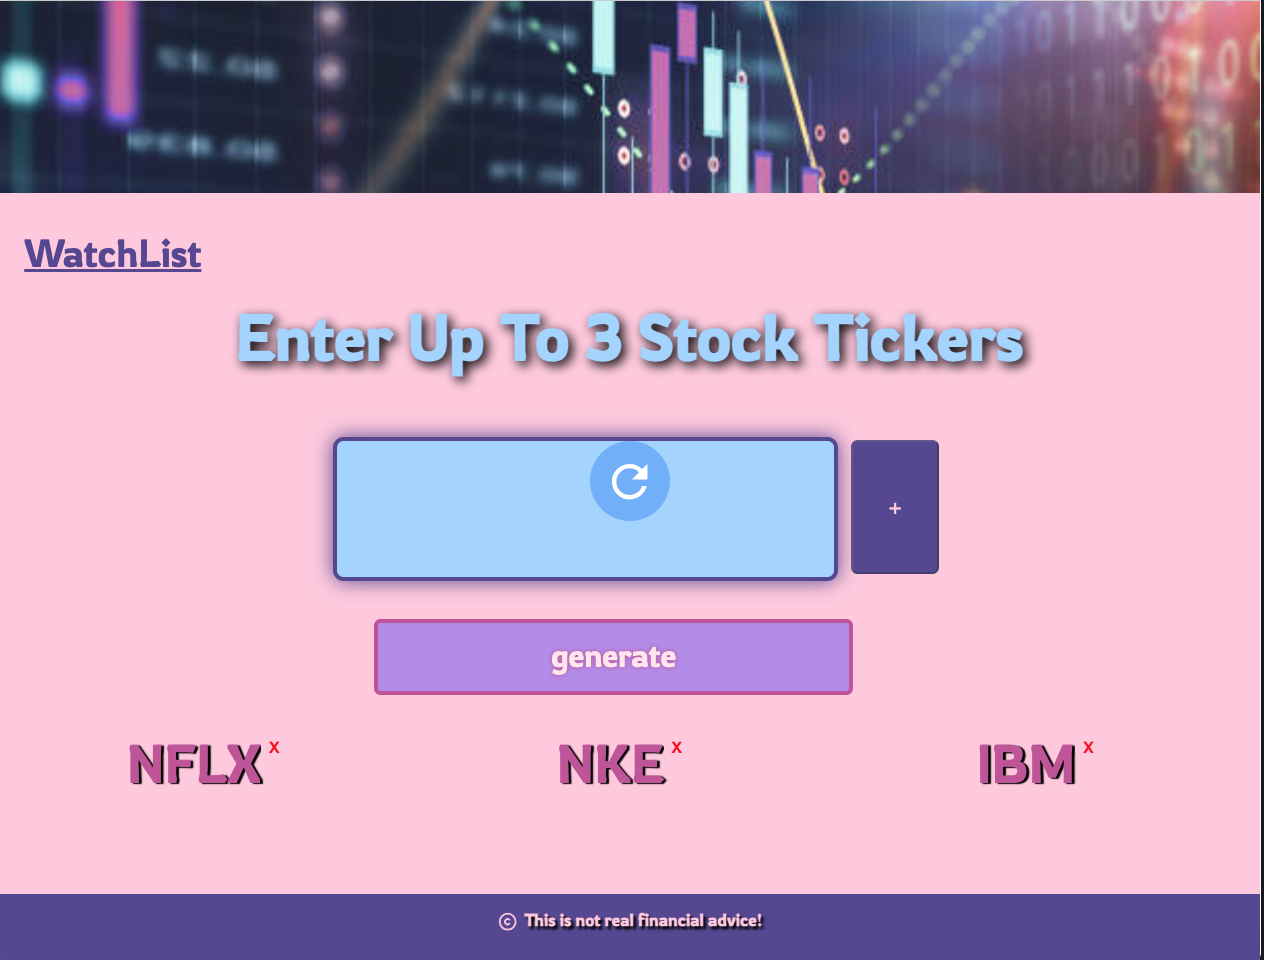 WatchList
Enter Up To 3 Stock Tickers
+
generate
NFLX x NKE x IBM x
© This is not real financial advice!